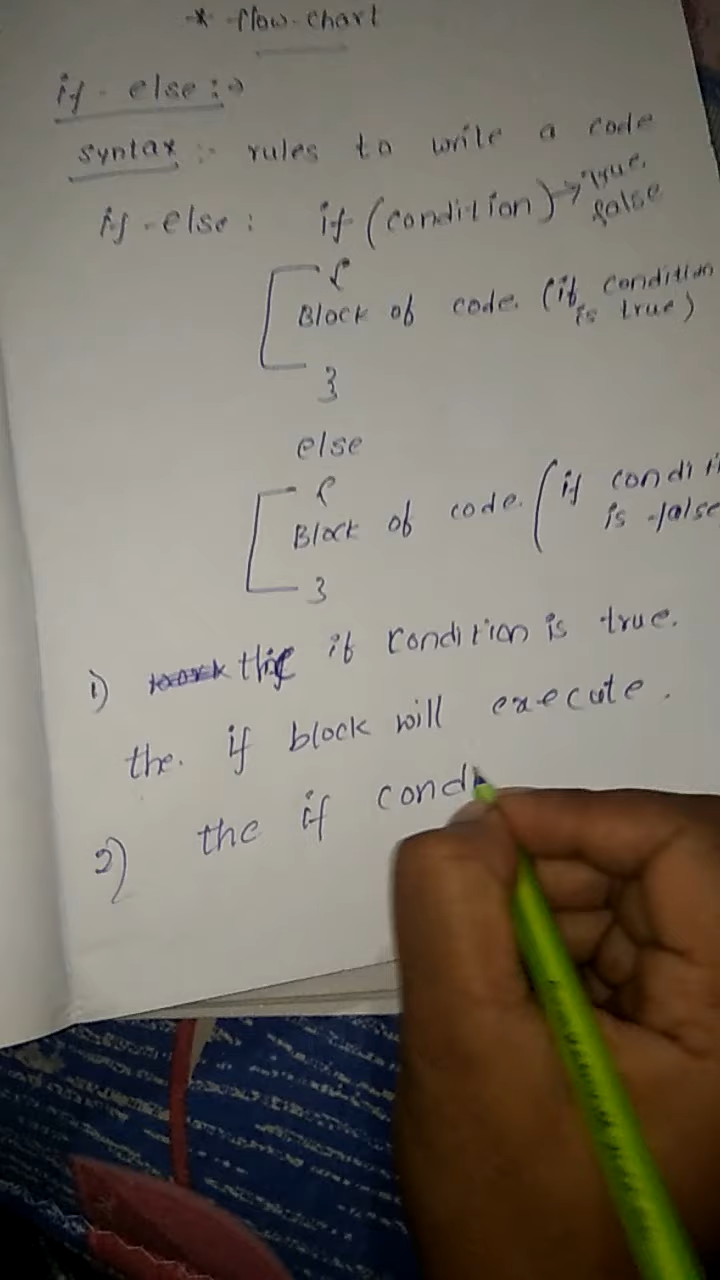 * flow-chart
if - else :->
syntax :- rules to write a code
if - else : if (condition) → true.
false
{
Block of code. (if condition
is true)
}
else
{
Block of code. (if condi
is false
}
1) the if condition is true.
the. if block will execute.
2) the if condi